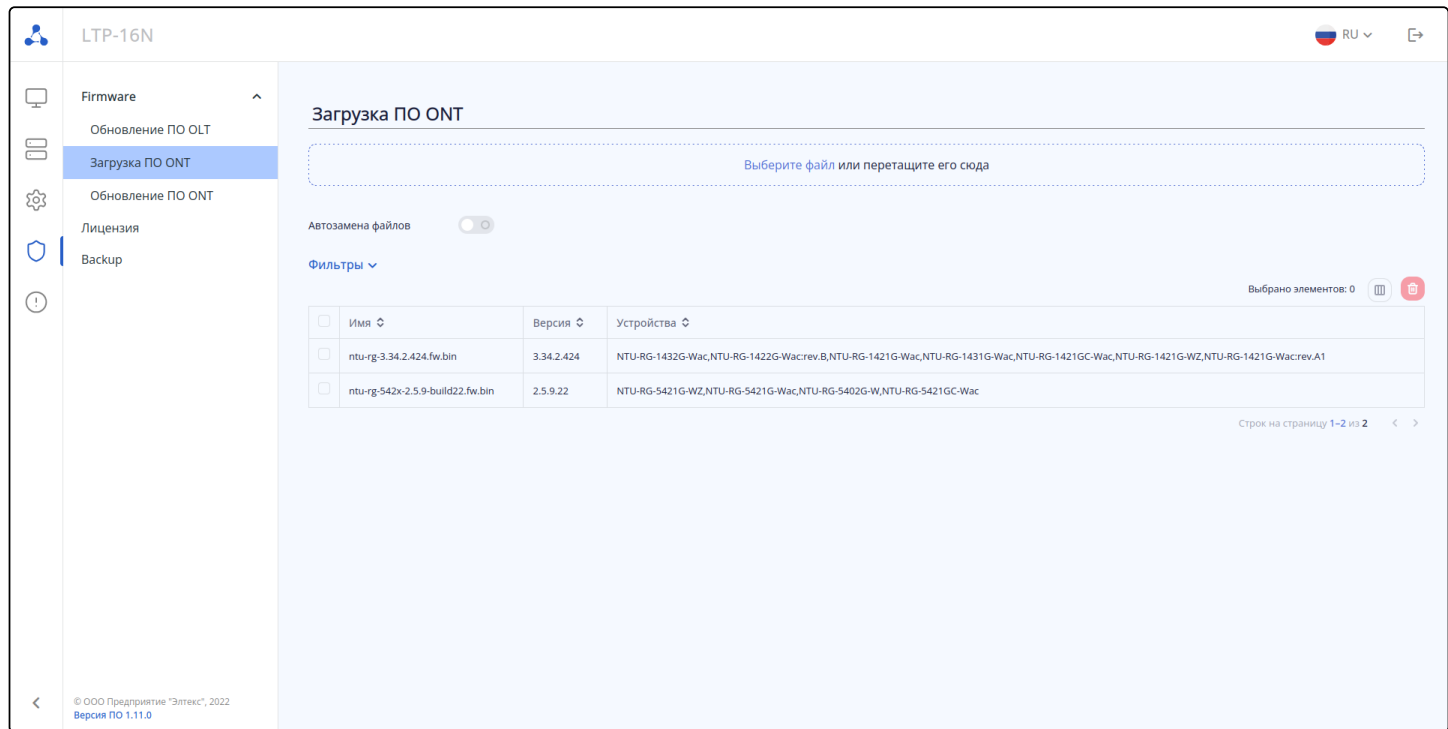 LTP-16N
RU
Firmware
Обновление ПО OLT
Загрузка ПО ONT
Обновление ПО ONT
Лицензия
Backup
Загрузка ПО ONT
Выберите файл или перетащите его сюда
Автозамена файлов
Фильтры
Выбрано элементов: 0
Имя Версия Устройства
ntu-rg-3.34.2.424.fw.bin 3.34.2.424 NTU-RG-1432G-Wac,NTU-RG-1422G-Wac:rev.B,NTU-RG-1421G-Wac,NTU-RG-1431G-Wac,NTU-RG-1421GC-Wac,NTU-RG-1421G-WZ,NTU-RG-1421G-Wac:rev.A1
ntu-rg-542x-2.5.9-build22.fw.bin 2.5.9.22 NTU-RG-5421G-WZ,NTU-RG-5421G-Wac,NTU-RG-5402G-W,NTU-RG-5421GC-Wac
Строк на страницу 1–2 из 2
© ООО Предприятие "Элтекс", 2022
Версия ПО 1.11.0